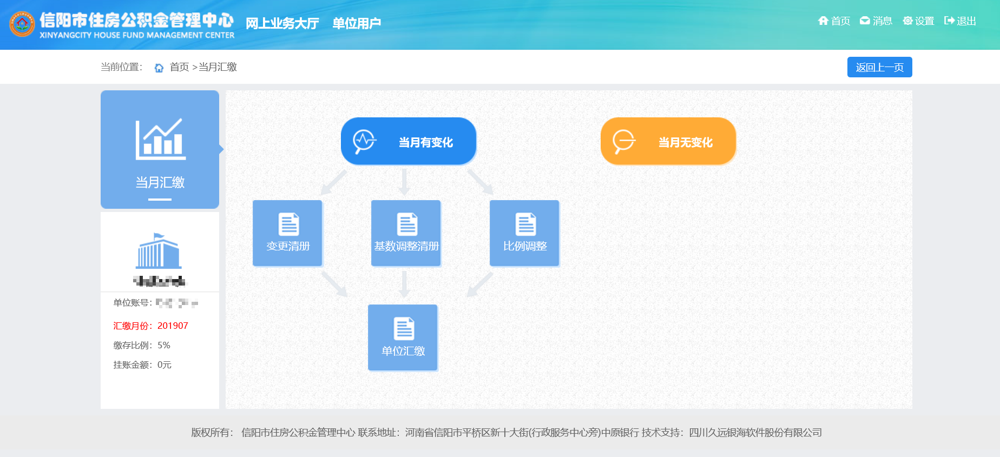 信阳市住房公积金管理中心
XINYANGCITY HOUSE FUND MANAGEMENT CENTER
网上业务大厅 单位用户
首页 消息 设置 退出
当前位置： 首页 >当月汇缴
返回上一页
当月汇缴
当月有变化
当月无变化
变更清册
基数调整清册
比例调整
单位汇缴
单位账号：
汇缴月份：201907
缴存比例：5%
挂账金额：0元
版权所有： 信阳市住房公积金管理中心 联系地址：河南省信阳市平桥区新十大街(行政服务中心旁)中原银行 技术支持：四川久远银海软件股份有限公司